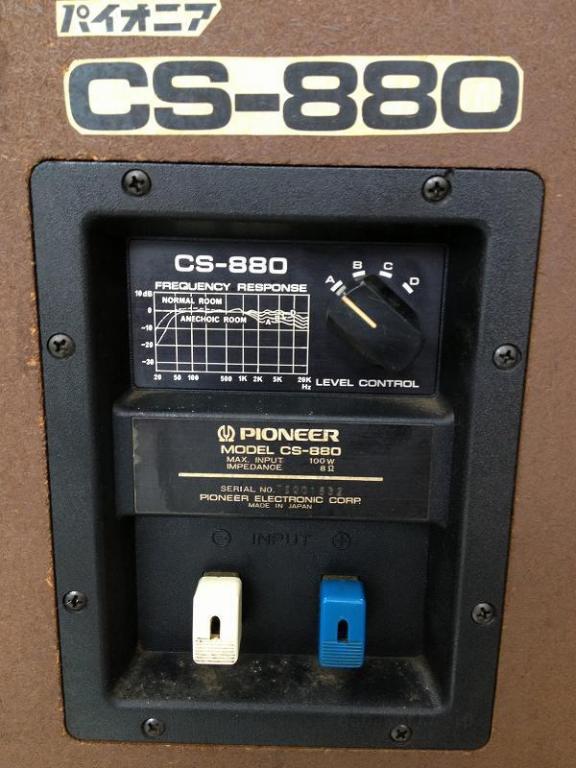 パイオニア
CS-880
CS-880
FREQUENCY RESPONSE
10dB
NORMAL ROOM
0
ANECHOIC ROOM
-10
-20
-30
20 50 100 500 1K 2K 5K 20K
Hz
A B C D
LEVEL CONTROL
PIONEER
MODEL CS-880
MAX. INPUT 100W
IMPEDANCE 8Ω
SERIAL NO.
PIONEER ELECTRONIC CORP.
MADE IN JAPAN
⊖ INPUT ⊕